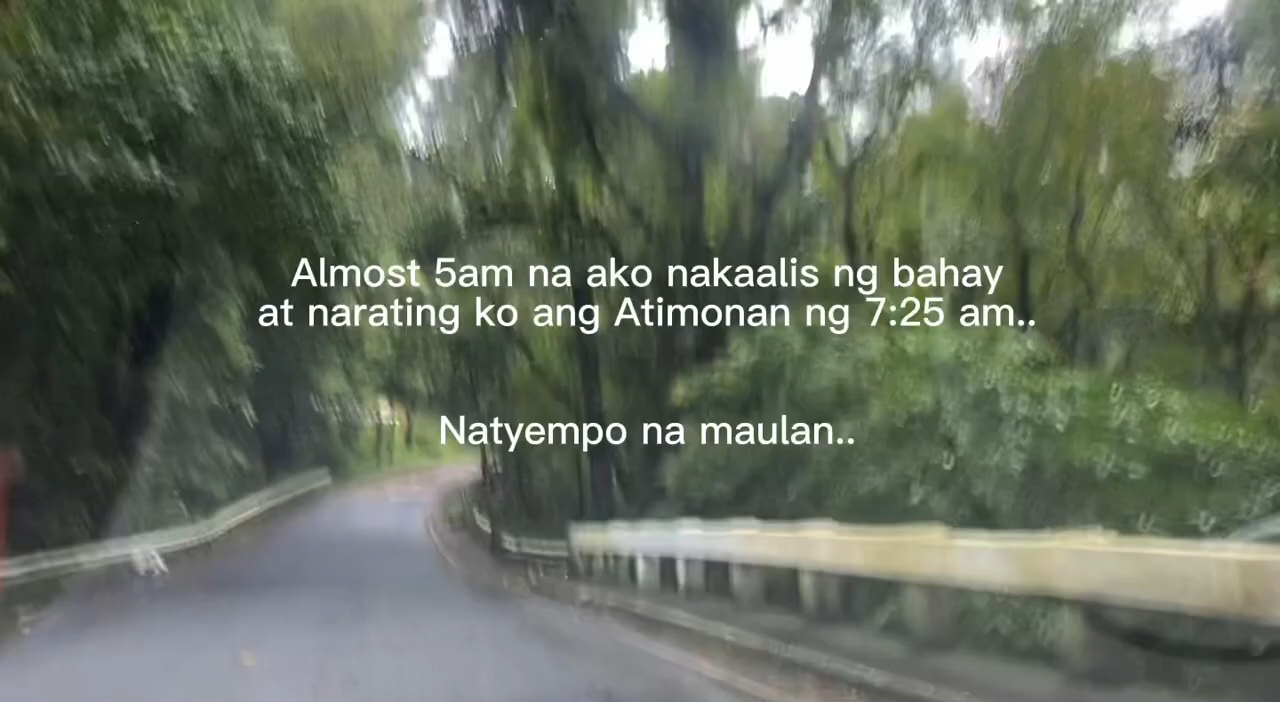 Almost 5am na ako nakaalis ng bahay
at narating ko ang Atimonan ng 7:25 am..
Natyempo na maulan..